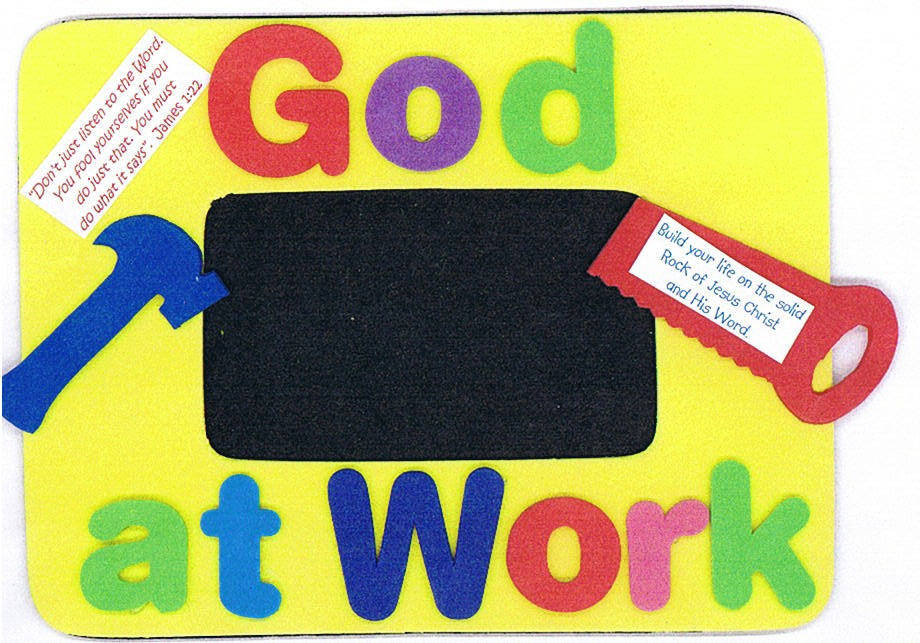 God
"Don't just listen to the Word.
You fool yourselves if you
do just that. You must
do what it says". James 1:22
Build your life on the solid
Rock of Jesus Christ
and His Word.
at Work